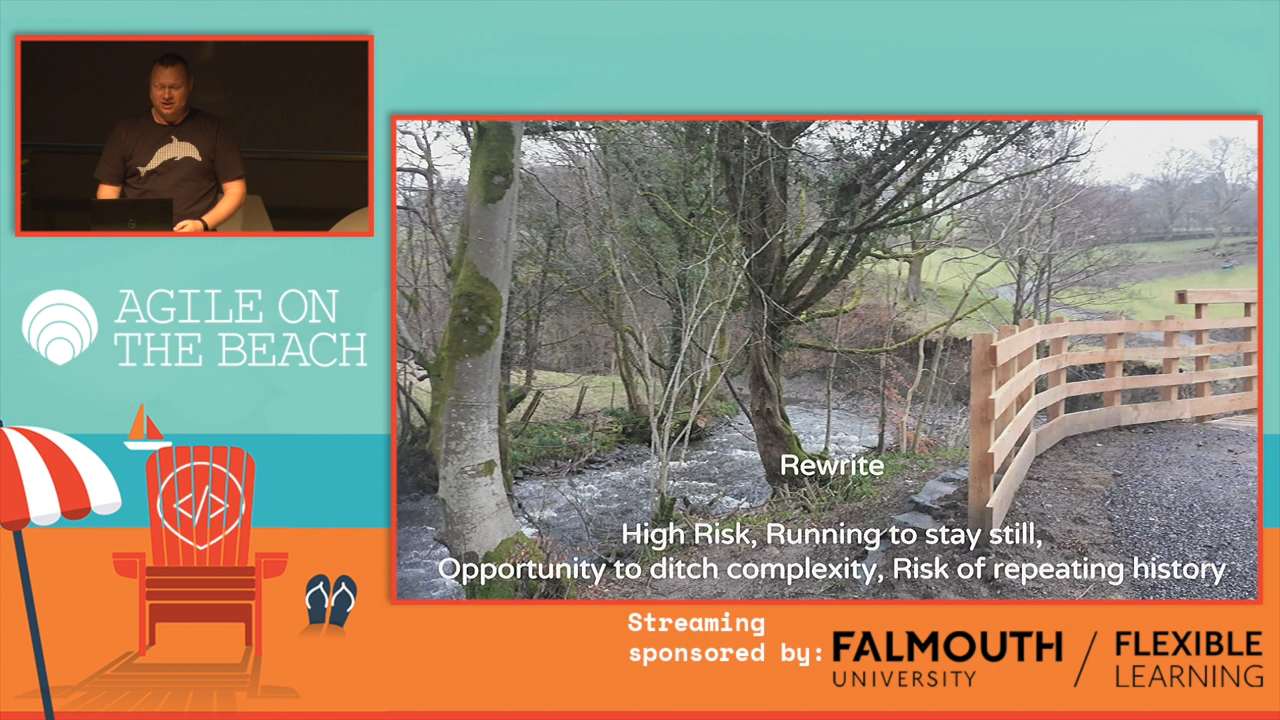 AGILE ON
THE BEACH
</>
Rewrite
High Risk, Running to stay still,
Opportunity to ditch complexity, Risk of repeating history
Streaming
sponsored by:
FALMOUTH
UNIVERSITY
/
FLEXIBLE
LEARNING